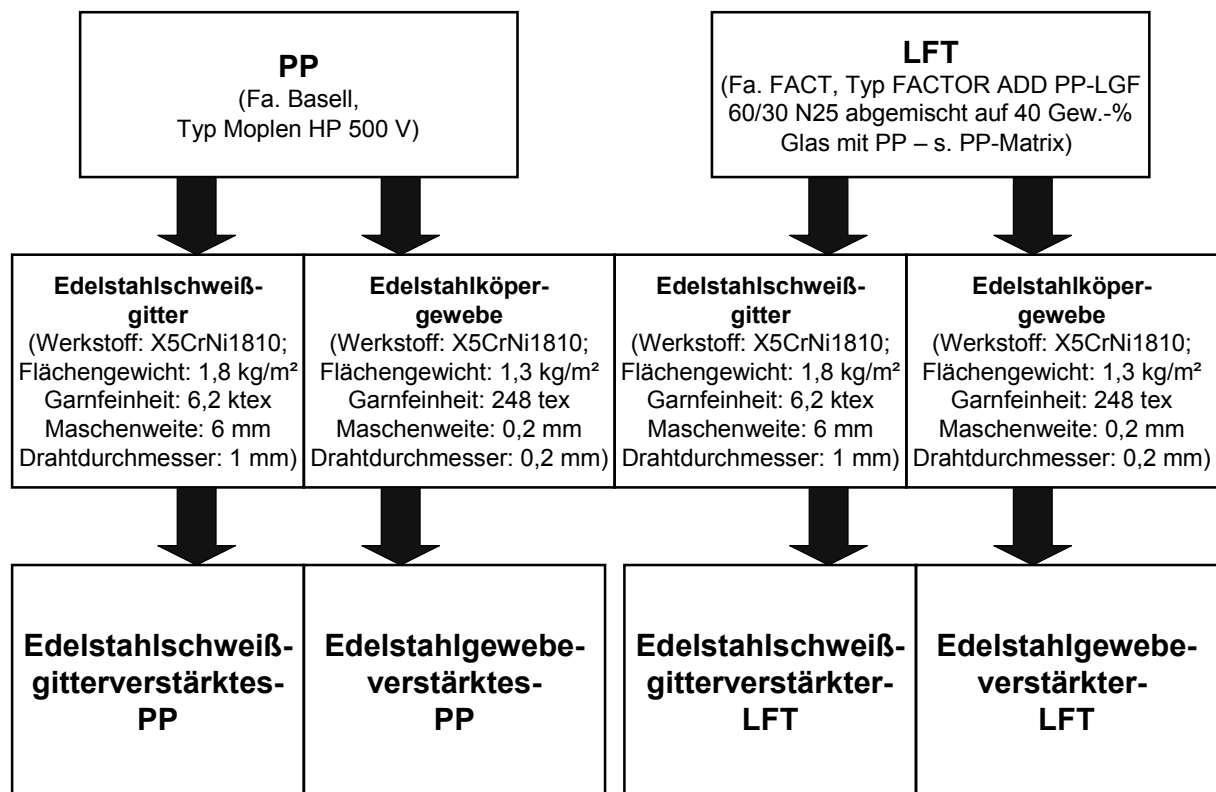 PP
(Fa. Basell,
Typ Moplen HP 500 V)
LFT
(Fa. FACT, Typ FACTOR ADD PP-LGF
60/30 N25 abgemischt auf 40 Gew.-%
Glas mit PP – s. PP-Matrix)
Edelstahlschweiß-
gitter
(Werkstoff: X5CrNi1810;
Flächengewicht: 1,8 kg/m²
Garnfeinheit: 6,2 ktex
Maschenweite: 6 mm
Drahtdurchmesser: 1 mm)
Edelstahlköper-
gewebe
(Werkstoff: X5CrNi1810;
Flächengewicht: 1,3 kg/m²
Garnfeinheit: 248 tex
Maschenweite: 0,2 mm
Drahtdurchmesser: 0,2 mm)
Edelstahlschweiß-
gitter
(Werkstoff: X5CrNi1810;
Flächengewicht: 1,8 kg/m²
Garnfeinheit: 6,2 ktex
Maschenweite: 6 mm
Drahtdurchmesser: 1 mm)
Edelstahlköper-
gewebe
(Werkstoff: X5CrNi1810;
Flächengewicht: 1,3 kg/m²
Garnfeinheit: 248 tex
Maschenweite: 0,2 mm
Drahtdurchmesser: 0,2 mm)
Edelstahlschweiß-
gitterverstärktes-
PP
Edelstahlgewebe-
verstärktes-
PP
Edelstahlschweiß-
gitterverstärkter-
LFT
Edelstahlgewebe-
verstärkter-
LFT